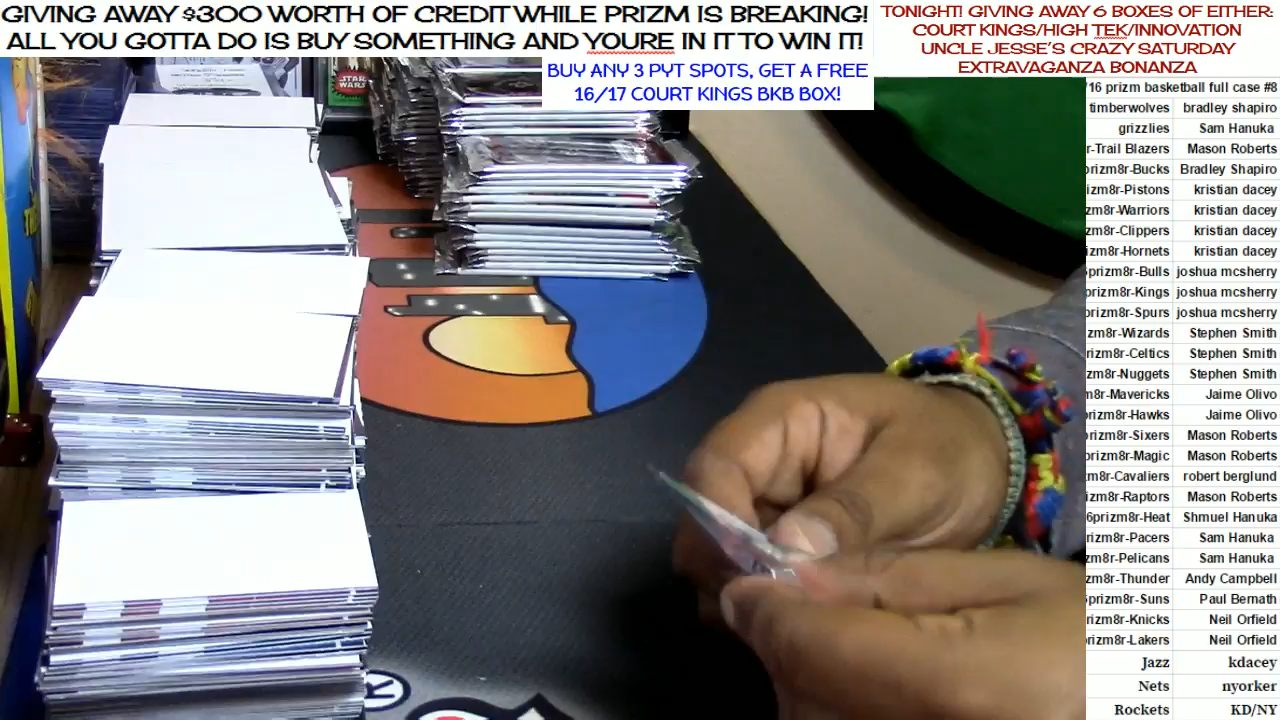 GIVING AWAY $300 WORTH OF CREDIT WHILE PRIZM IS BREAKING!
ALL YOU GOTTA DO IS BUY SOMETHING AND YOURE IN IT TO WIN IT!
TONIGHT! GIVING AWAY 6 BOXES OF EITHER:
COURT KINGS/HIGH TEK/INNOVATION
UNCLE JESSE'S CRAZY SATURDAY
EXTRAVAGANZA BONANZA
BUY ANY 3 PYT SPOTS, GET A FREE
16/17 COURT KINGS BKB BOX!
STAR WARS
/16 prizm basketball full case #8
timberwolves bradley shapiro
grizzlies Sam Hanuka
r-Trail Blazers Mason Roberts
prizm8r-Bucks Bradley Shapiro
prizm8r-Pistons kristian dacey
zm8r-Warriors kristian dacey
zm8r-Clippers kristian dacey
izm8r-Hornets kristian dacey
prizm8r-Bulls joshua mcsherry
prizm8r-Kings joshua mcsherry
prizm8r-Spurs joshua mcsherry
zm8r-Wizards Stephen Smith
rizm8r-Celtics Stephen Smith
zm8r-Nuggets Stephen Smith
m8r-Mavericks Jaime Olivo
prizm8r-Hawks Jaime Olivo
prizm8r-Sixers Mason Roberts
prizm8r-Magic Mason Roberts
m8r-Cavaliers robert berglund
izm8r-Raptors Mason Roberts
6prizm8r-Heat Shmuel Hanuka
rizm8r-Pacers Sam Hanuka
zm8r-Pelicans Sam Hanuka
zm8r-Thunder Andy Campbell
prizm8r-Suns Paul Bernath
rizm8r-Knicks Neil Orfield
rizm8r-Lakers Neil Orfield
Jazz kdacey
Nets nyorker
Rockets KD/NY
®